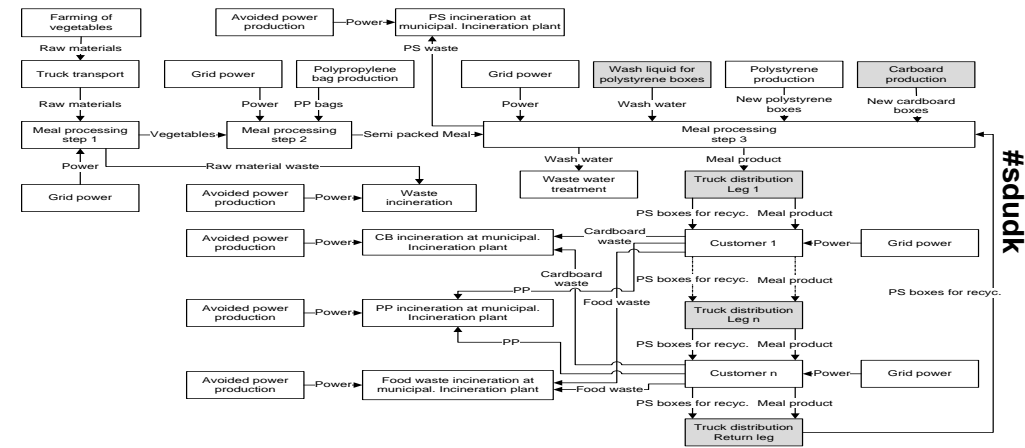 Farming of
vegetables
Avoided power
production
Power
PS incineration at
municipal. Incineration plant
Raw materials
PS waste
Truck transport
Grid power
Polypropylene
bag production
Grid power
Wash liquid for
polystyrene boxes
Polystyrene
production
Carboard
production
Raw materials
Power
PP bags
Power
Wash water
New polystyrene
boxes
New cardboard
boxes
Meal processing
step 1
Vegetables
Meal processing
step 2
Semi packed Meal
Meal processing
step 3
Power
Raw material waste
Wash water
Meal product
Grid power
Avoided power
production
Power
Waste
incineration
Waste water
treatment
Truck distribution
Leg 1
#sdudk
PS boxes for recyc.
Meal product
Avoided power
production
Power
CB incineration at municipal.
Incineration plant
Cardboard
waste
Customer 1
Power
Grid power
Cardboard
waste
PS boxes for recyc.
Meal product
PP
Food waste
PS boxes for recyc.
Avoided power
production
Power
PP incineration at municipal.
Incineration plant
Truck distribution
Leg n
PP
PS boxes for recyc.
Meal product
Avoided power
production
Power
Food waste incineration at
municipal. Incineration plant
Food waste
Customer n
Power
Grid power
PS boxes for recyc.
Meal product
Truck distribution
Return leg